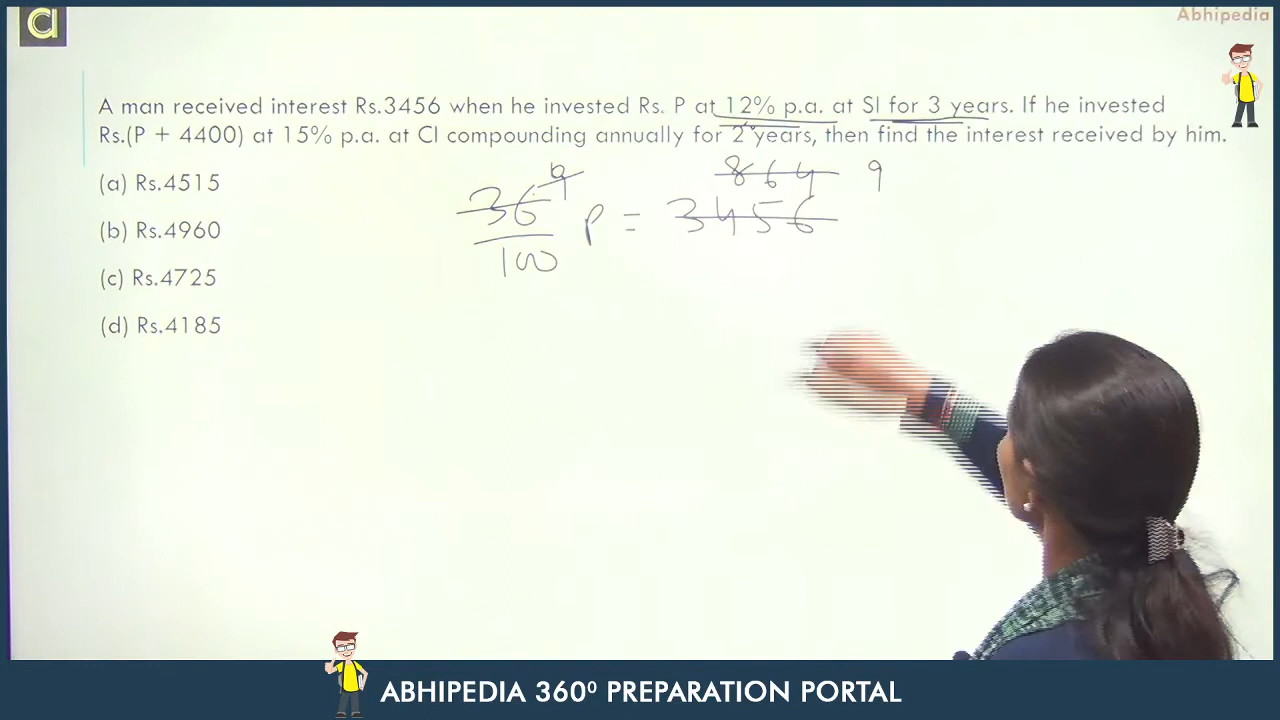 Abhipedia
A man received interest Rs.3456 when he invested Rs. P at 12% p.a. at SI for 3 years. If he invested
Rs.(P + 4400) at 15% p.a. at CI compounding annually for 2 years, then find the interest received by him.
(a) Rs.4515
(b) Rs.4960
(c) Rs.4725
(d) Rs.4185
9 864 9
36 P = 3456
100
ABHIPEDIA 360⁰ PREPARATION PORTAL